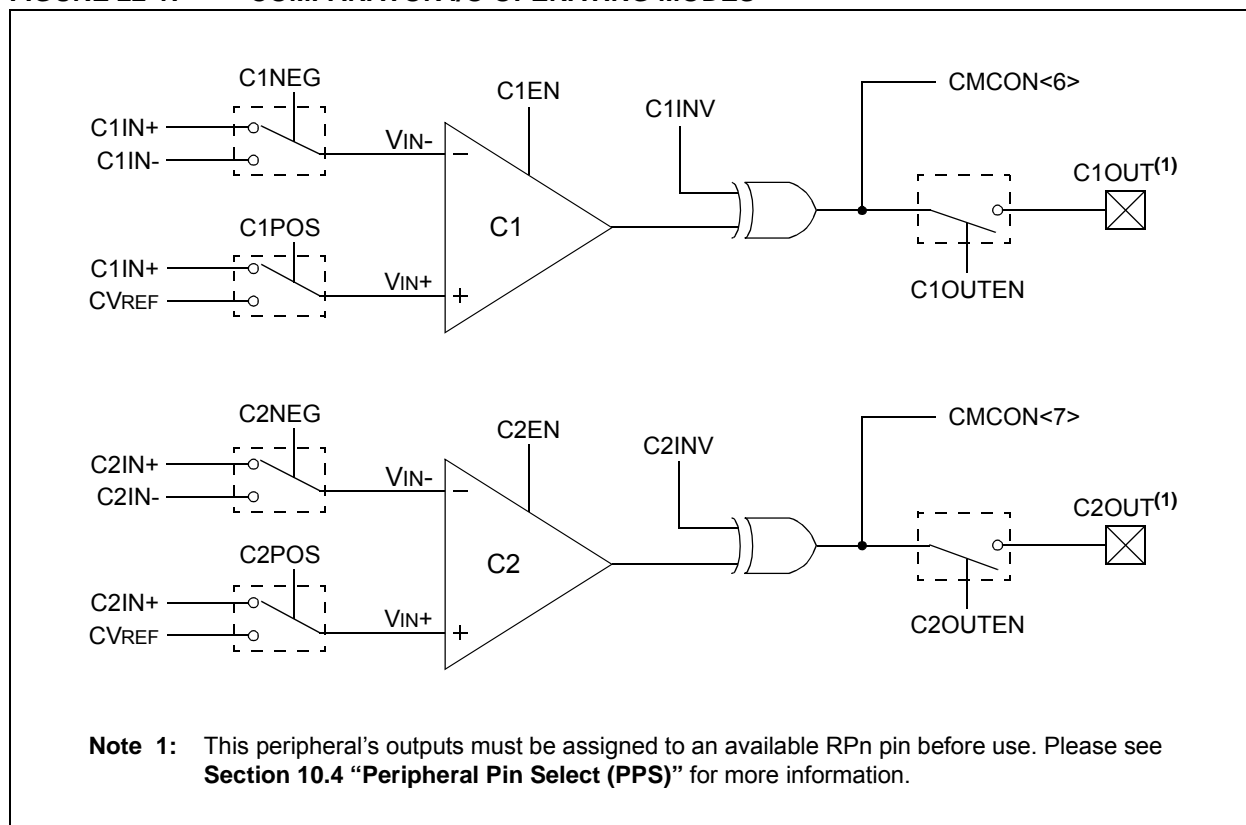 C1NEG
C1EN
C1INV
CMCON<6>
C1IN+
C1IN-
VIN-
–
C1OUT(1)
C1POS
C1
C1IN+
CVREF
VIN+
+
C1OUTEN
C2NEG
C2EN
C2INV
CMCON<7>
C2IN+
C2IN-
VIN-
–
C2OUT(1)
C2POS
C2
C2IN+
CVREF
VIN+
+
C2OUTEN
Note 1: This peripheral's outputs must be assigned to an available RPn pin before use. Please see
Section 10.4 “Peripheral Pin Select (PPS)” for more information.